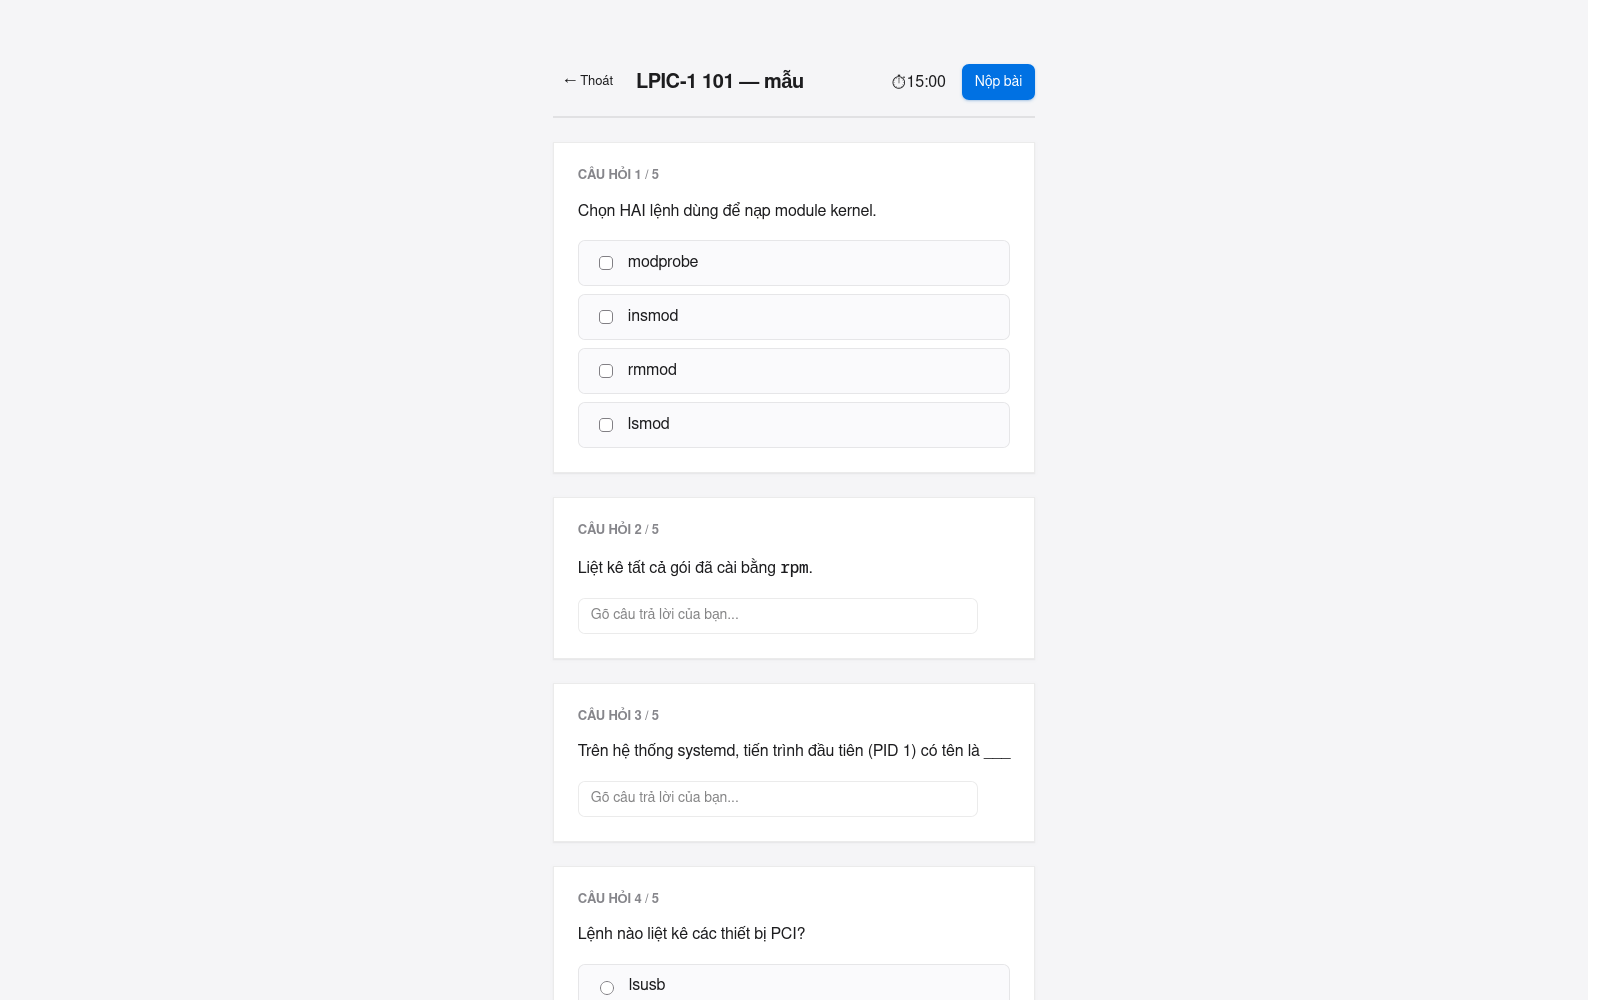 ← Thoát
LPIC-1 101 — mẫu
⏱15:00
Nộp bài
CÂU HỎI 1 / 5
Chọn HAI lệnh dùng để nạp module kernel.
modprobe
insmod
rmmod
lsmod
CÂU HỎI 2 / 5
Liệt kê tất cả gói đã cài bằng rpm.
Gõ câu trả lời của bạn...
CÂU HỎI 3 / 5
Trên hệ thống systemd, tiến trình đầu tiên (PID 1) có tên là ___
Gõ câu trả lời của bạn...
CÂU HỎI 4 / 5
Lệnh nào liệt kê các thiết bị PCI?
lsusb